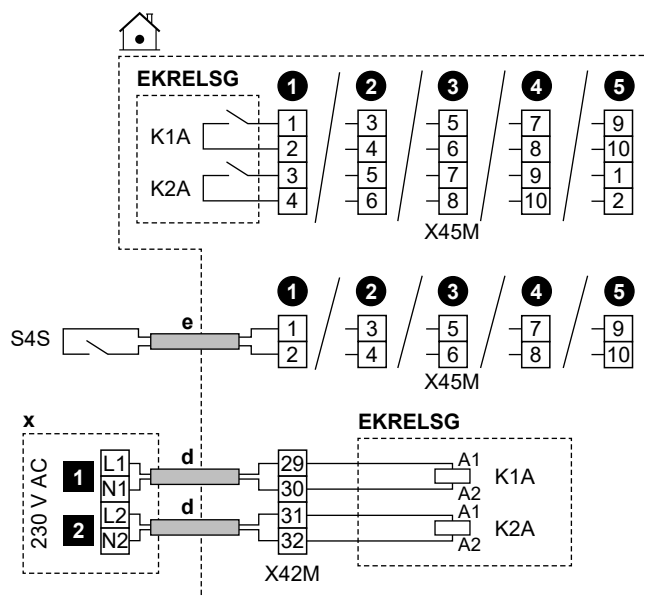 EKRELSG 1 2 3 4 5
K1A 1 3 5 7 9
2 4 6 8 10
K2A 3 5 7 9 1
4 6 8 10 2
X45M
1 2 3 4 5
S4S e 1 3 5 7 9
2 4 6 8 10
X45M
x EKRELSG
230 V AC
1 L1 d 29 A1 K1A
N1 30 A2
2 L2 d 31 A1 K2A
N2 32 A2
X42M